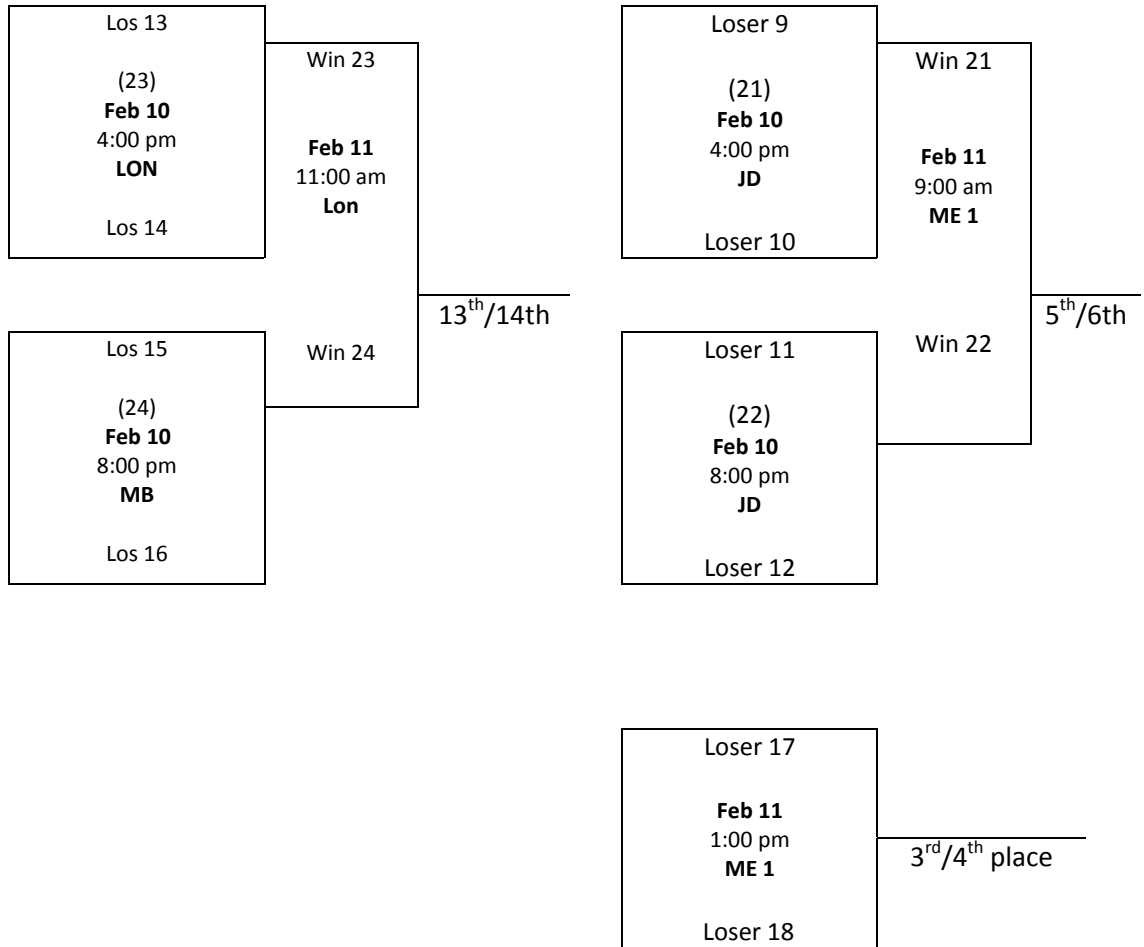 Los 13
Win 23
(23)
Feb 10
4:00 pm
LON
Feb 11
11:00 am
Lon
Los 14
13th/14th
Los 15
Win 24
(24)
Feb 10
8:00 pm
MB
Los 16
Loser 9
Win 21
(21)
Feb 10
4:00 pm
JD
Feb 11
9:00 am
ME 1
Loser 10
5th/6th
Loser 11
Win 22
(22)
Feb 10
8:00 pm
JD
Loser 12
Loser 17
Feb 11
1:00 pm
ME 1
3rd/4th place
Loser 18